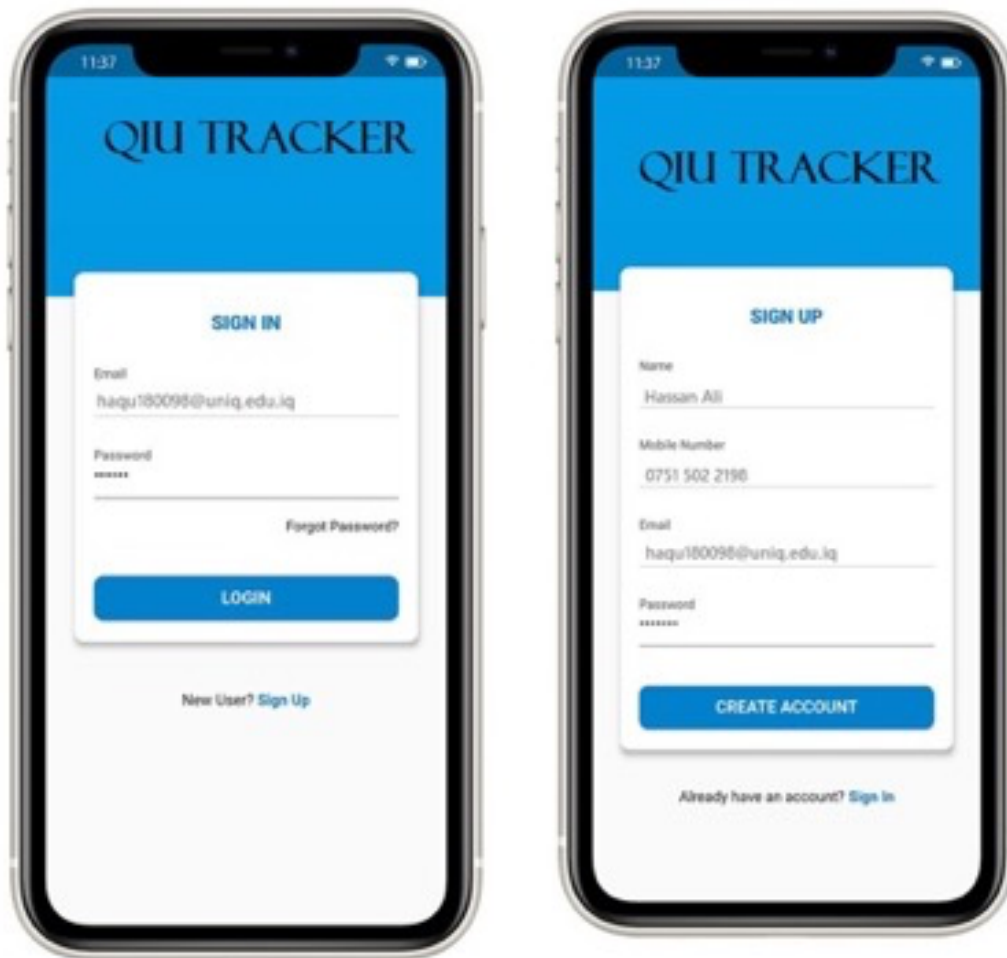 11:37
QIU TRACKER
SIGN IN
Email
haqu180098@uniq.edu.iq
Password
•••••••
Forgot Password?
LOGIN
New User? Sign Up
11:37
QIU TRACKER
SIGN UP
Name
Hassan Ali
Mobile Number
0751 502 2198
Email
haqu180098@uniq.edu.iq
Password
•••••••
CREATE ACCOUNT
Already have an account? Sign In